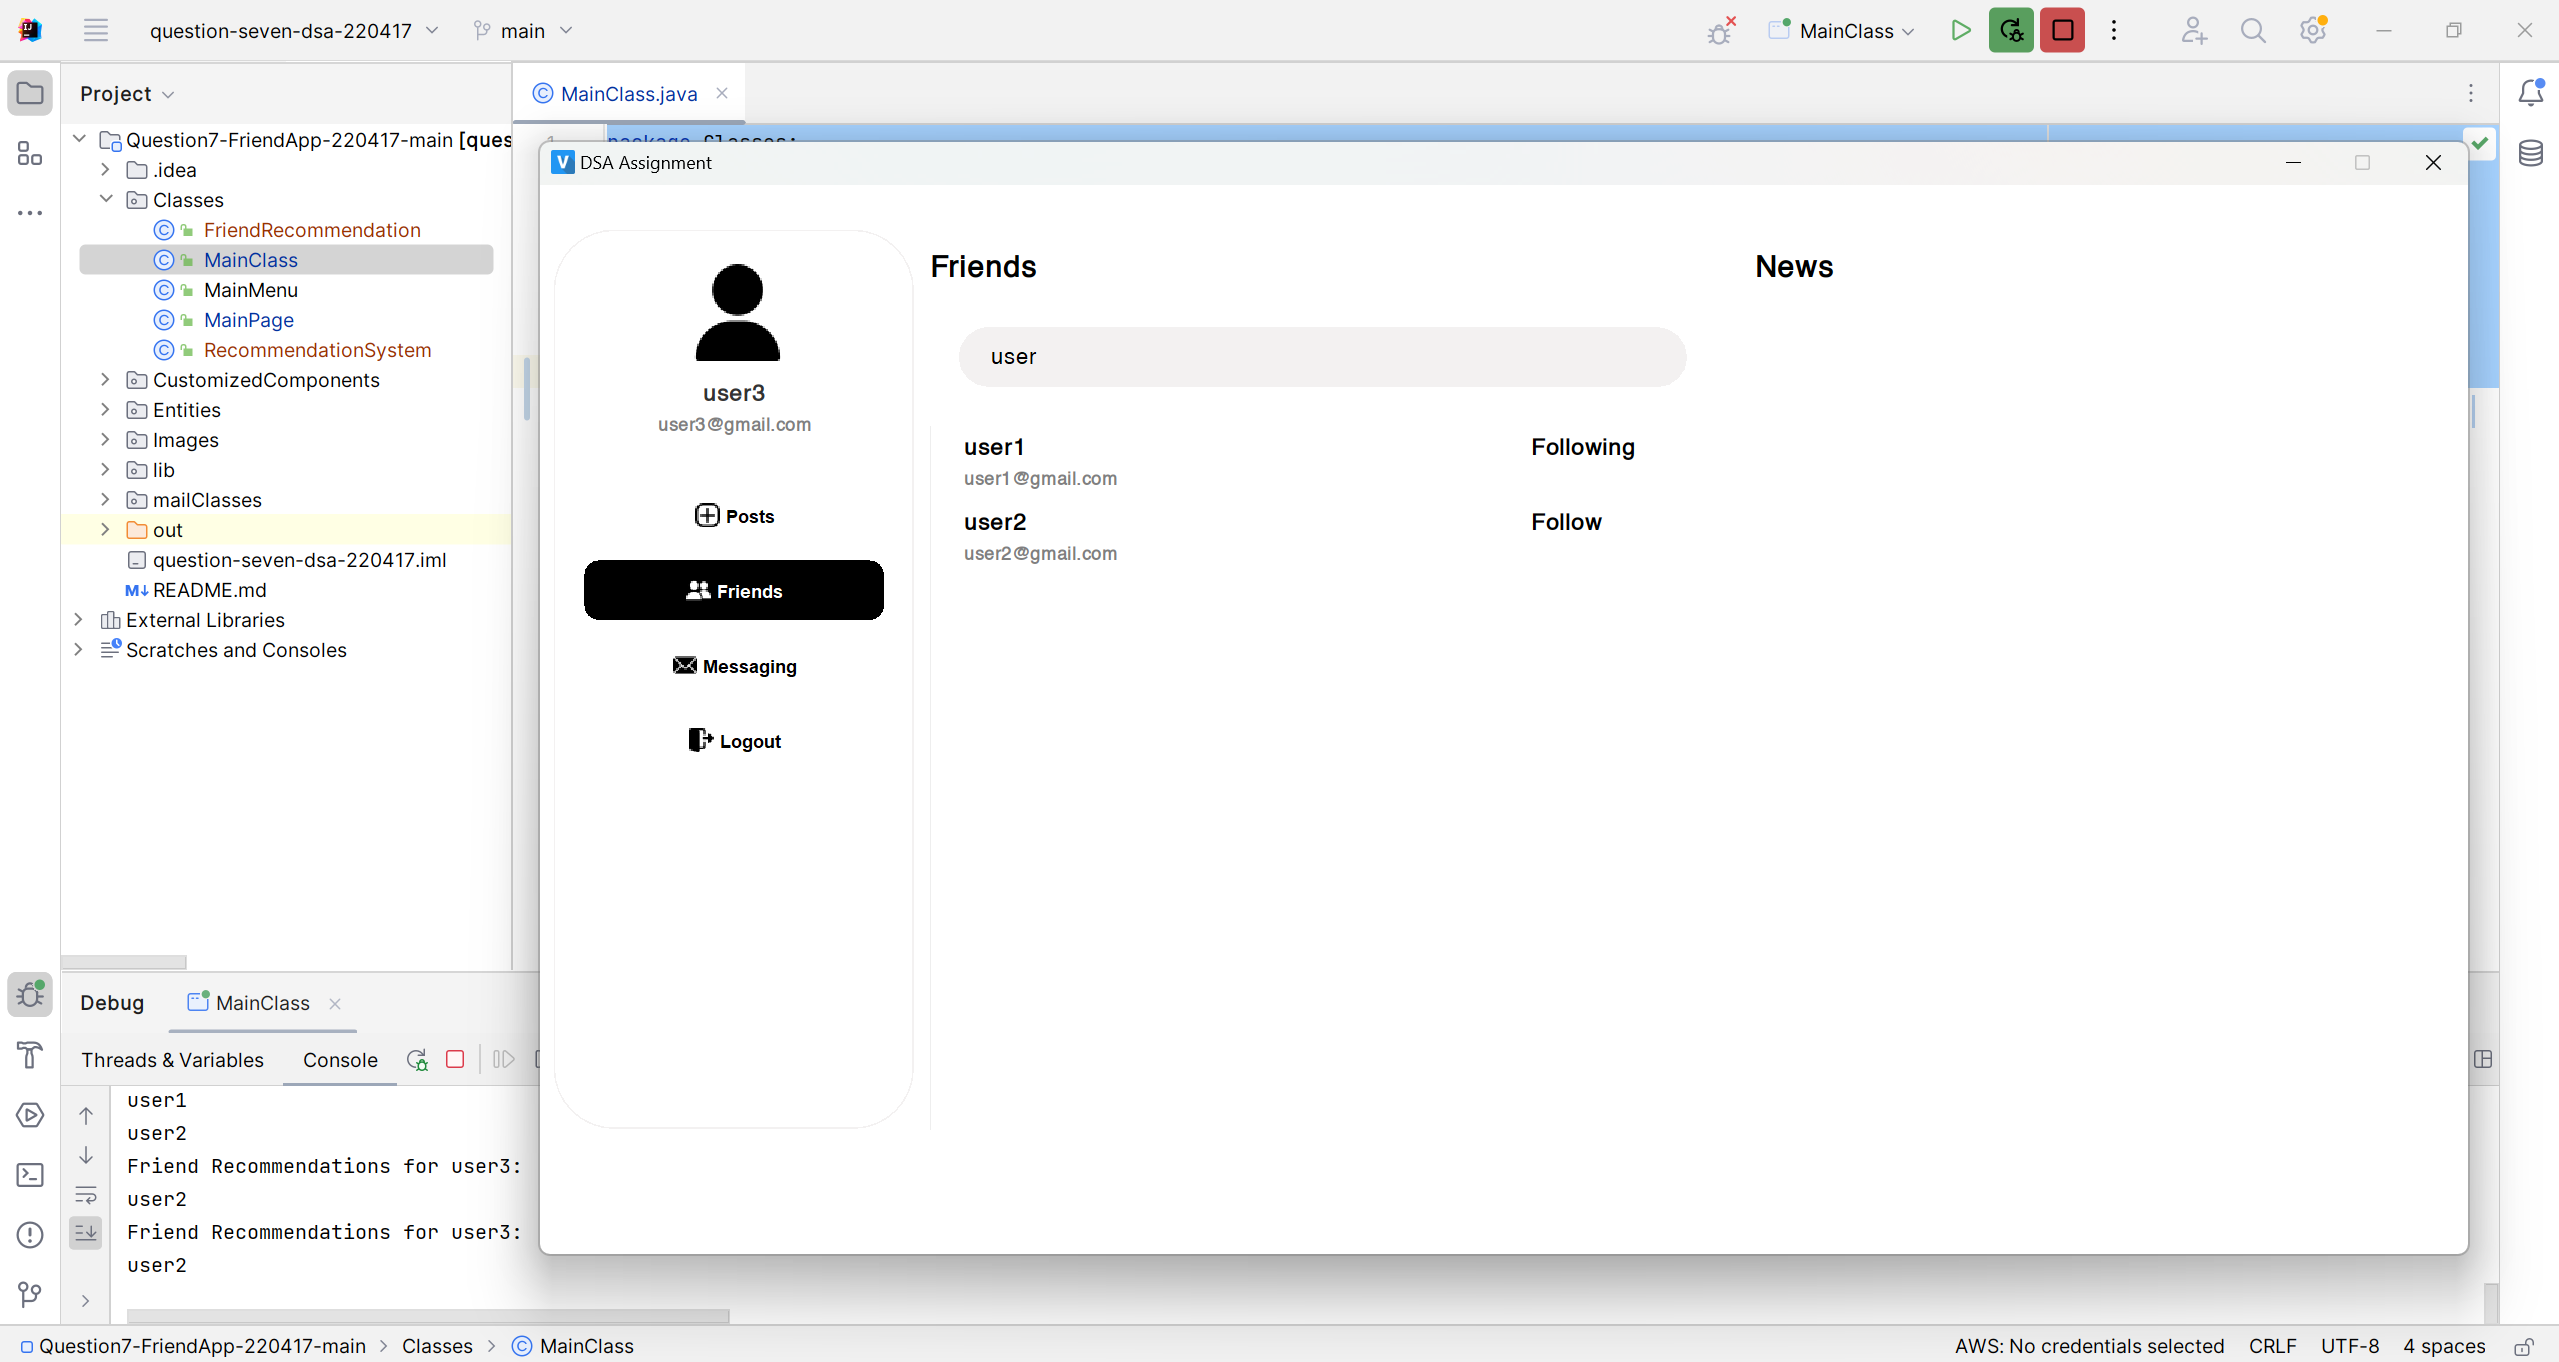 question-seven-dsa-220417
main
MainClass
Project
MainClass.java
Question7-FriendApp-220417-main [ques
.idea
Classes
FriendRecommendation
MainClass
MainMenu
MainPage
RecommendationSystem
CustomizedComponents
Entities
Images
lib
mailClasses
out
question-seven-dsa-220417.iml
M↓ README.md
External Libraries
Scratches and Consoles
1 package Classes;
V DSA Assignment
user3
user3@gmail.com
Posts
Friends
Messaging
Logout
Friends
user
user1
Following
user1@gmail.com
user2
Follow
user2@gmail.com
News
Debug
MainClass
Threads & Variables
Console
user1
user2
Friend Recommendations for user3:
user2
Friend Recommendations for user3:
user2
Question7-FriendApp-220417-main > Classes > MainClass
AWS: No credentials selected
CRLF
UTF-8
4 spaces